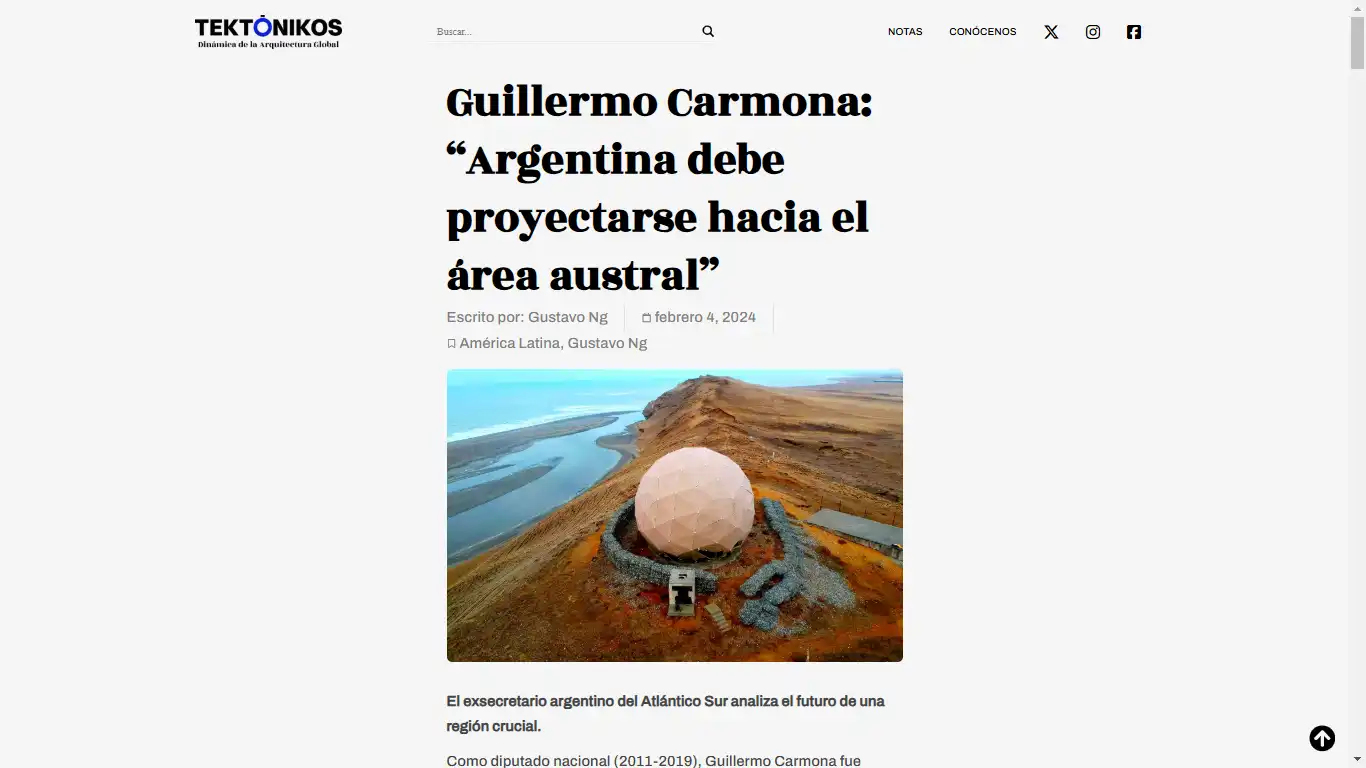 TEKTÔNIKOS
Dinámica de la Arquitectura Global
Buscar...
NOTAS
CONÓCENOS
Guillermo Carmona:
“Argentina debe
proyectarse hacia el
área austral”
Escrito por: Gustavo Ng
febrero 4, 2024
América Latina, Gustavo Ng
El exsecretario argentino del Atlántico Sur analiza el futuro de una
región crucial.
Como diputado nacional (2011-2019), Guillermo Carmona fue